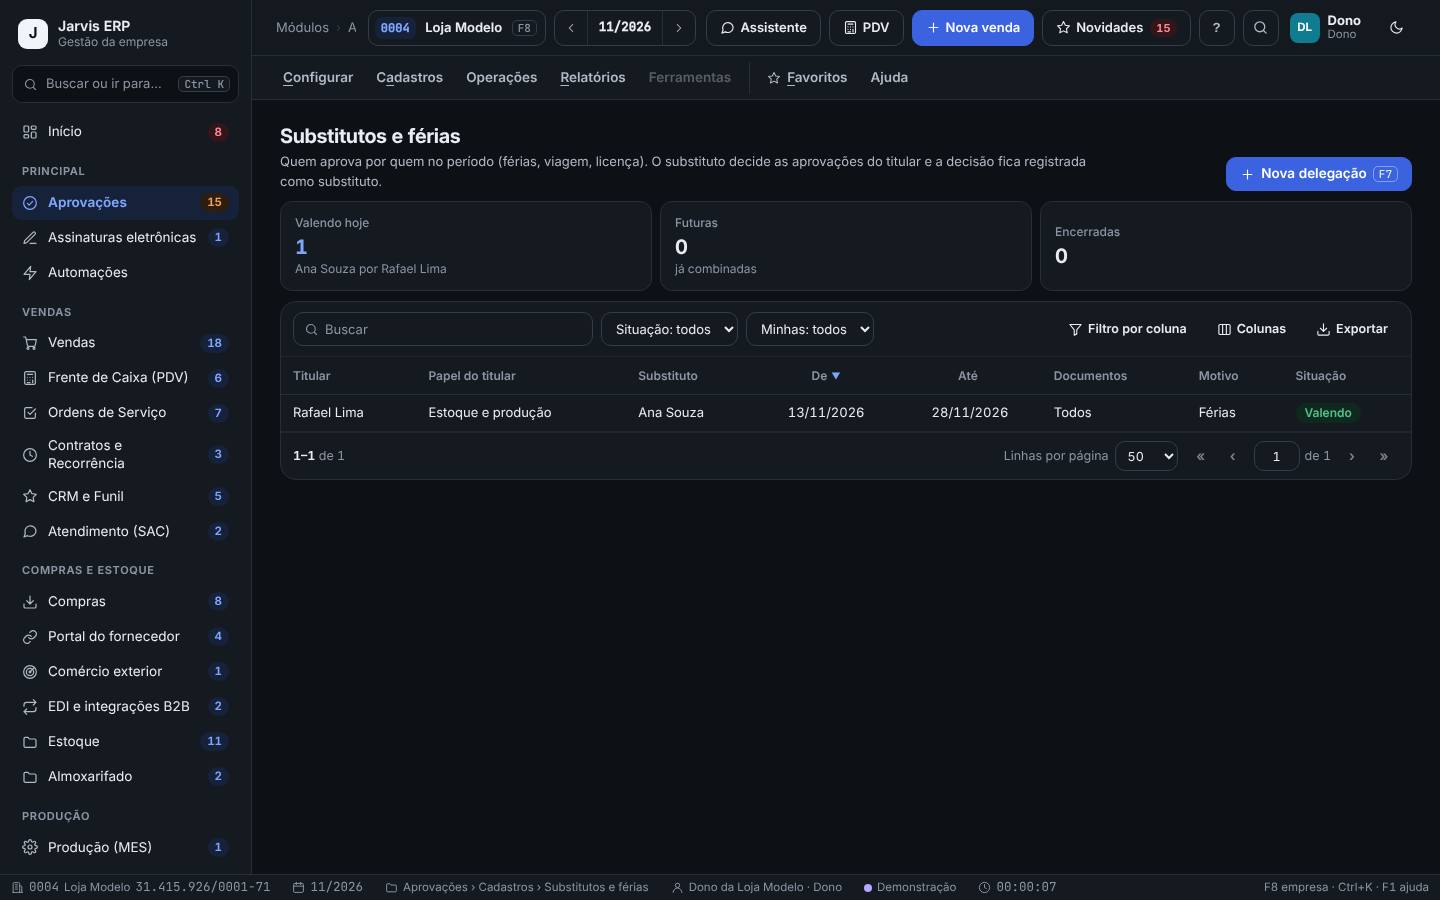 J
Jarvis ERP
Gestão da empresa
Buscar ou ir para... Ctrl K
Início 8
PRINCIPAL
Aprovações 15
Assinaturas eletrônicas 1
Automações
VENDAS
Vendas 18
Frente de Caixa (PDV) 6
Ordens de Serviço 7
Contratos e
Recorrência 3
CRM e Funil 5
Atendimento (SAC) 2
COMPRAS E ESTOQUE
Compras 8
Portal do fornecedor 4
Comércio exterior 1
EDI e integrações B2B 2
Estoque 11
Almoxarifado 2
PRODUÇÃO
Produção (MES) 1
Módulos › A 0004 Loja Modelo F8 ‹ 11/2026 › Assistente PDV + Nova venda Novidades 15 ? DL Dono
Dono
Configurar Cadastros Operações Relatórios Ferramentas Favoritos Ajuda
Substitutos e férias
Quem aprova por quem no período (férias, viagem, licença). O substituto decide as aprovações do titular e a decisão fica registrada
como substituto.
+ Nova delegação F7
Valendo hoje
1
Ana Souza por Rafael Lima
Futuras
0
já combinadas
Encerradas
0
Buscar Situação: todos Minhas: todos Filtro por coluna Colunas Exportar
Titular Papel do titular Substituto De ▼ Até Documentos Motivo Situação
Rafael Lima Estoque e produção Ana Souza 13/11/2026 28/11/2026 Todos Férias Valendo
1–1 de 1 Linhas por página 50 « ‹ 1 de 1 › »
0004 Loja Modelo 31.415.926/0001-71 11/2026 Aprovações › Cadastros › Substitutos e férias Dono da Loja Modelo · Dono Demonstração 00:00:07 F8 empresa · Ctrl+K · F1 ajuda